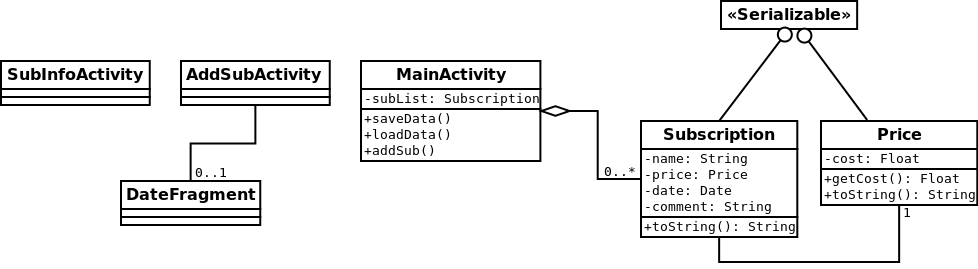 «Serializable»
SubInfoActivity
AddSubActivity
0..1
DateFragment
MainActivity
-subList: Subscription
+saveData()
+loadData()
+addSub()
0..*
Subscription
-name: String
-price: Price
-date: Date
-comment: String
+toString(): String
Price
-cost: Float
+getCost(): Float
+toString(): String
1